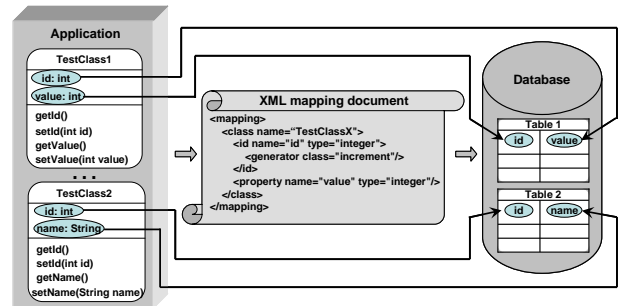 Application
TestClass1
id: int
value: int
getId()
setId(int id)
getValue()
setValue(int value)
. . .
TestClass2
id: int
name: String
getId()
setId(int id)
getName()
setName(String name)
XML mapping document
<mapping>
<class name="TestClassX">
<id name="id" type="integer">
<generator class="increment"/>
</id>
<property name="value" type="integer"/>
</class>
</mapping>
Database
Table 1
id value
Table 2
id name